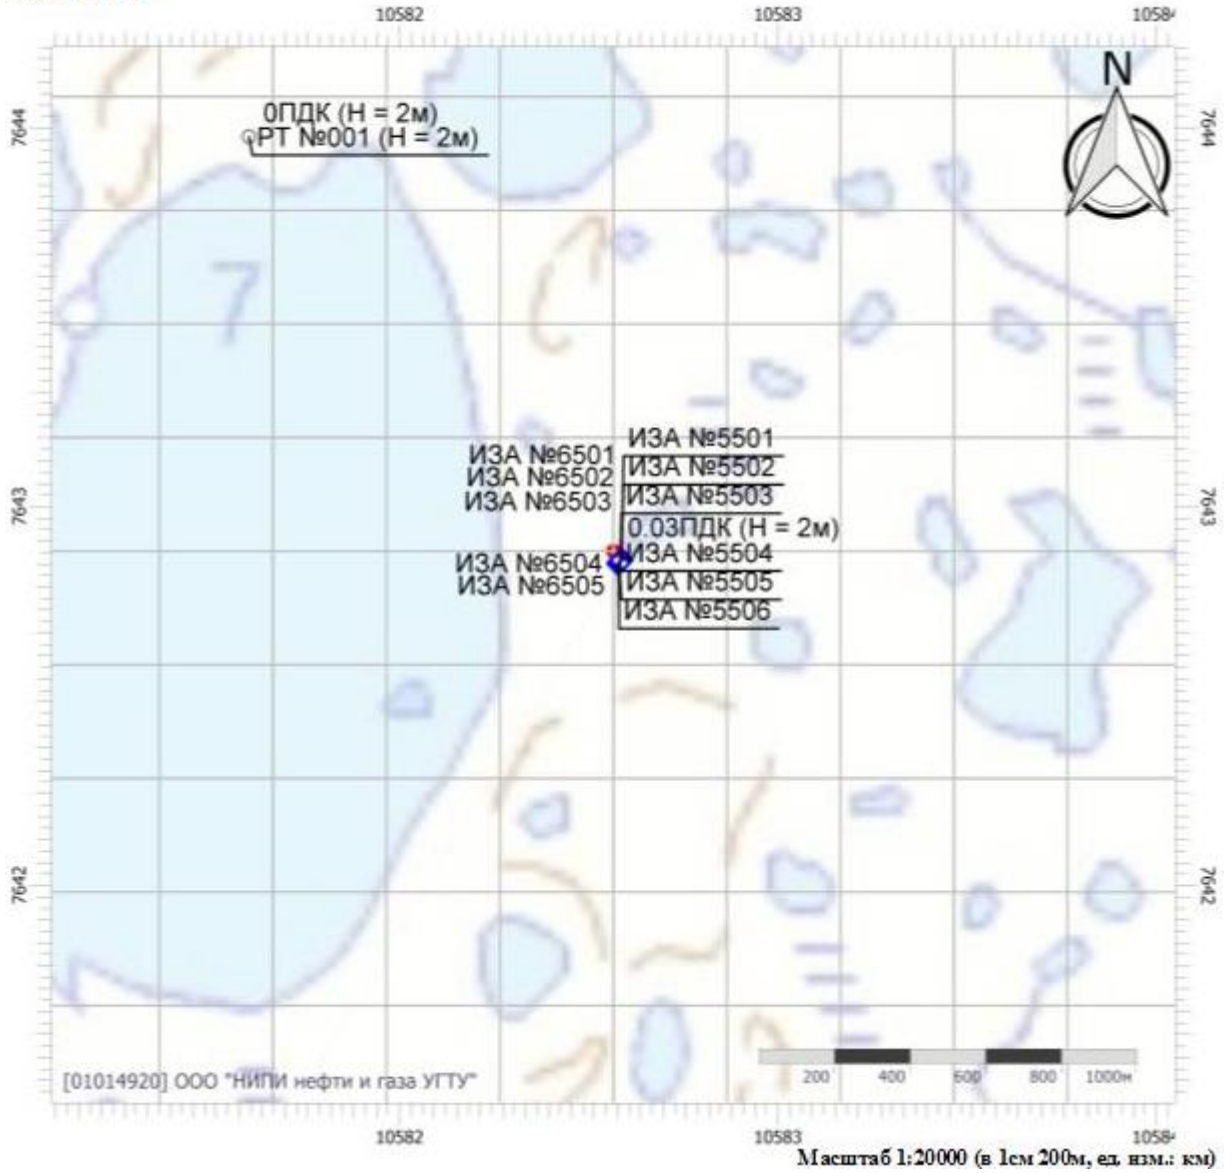 10582 10583
N
7644 7644
0ПДК (Н = 2м)
РТ №001 (Н = 2м)
7
ИЗА №5501
ИЗА №6501
ИЗА №5502
ИЗА №6502
ИЗА №5503
ИЗА №6503
7643 7643
0.03ПДК (Н = 2м)
ИЗА №5504
ИЗА №6504
ИЗА №5505
ИЗА №6505
ИЗА №5506
7642 7642
[01014920] ООО "НИПИ нефти и газа УГТУ"
200 400 600 800 1000м
10582 10583
Масштаб 1:20000 (в 1см 200м, ед. изм.: км)